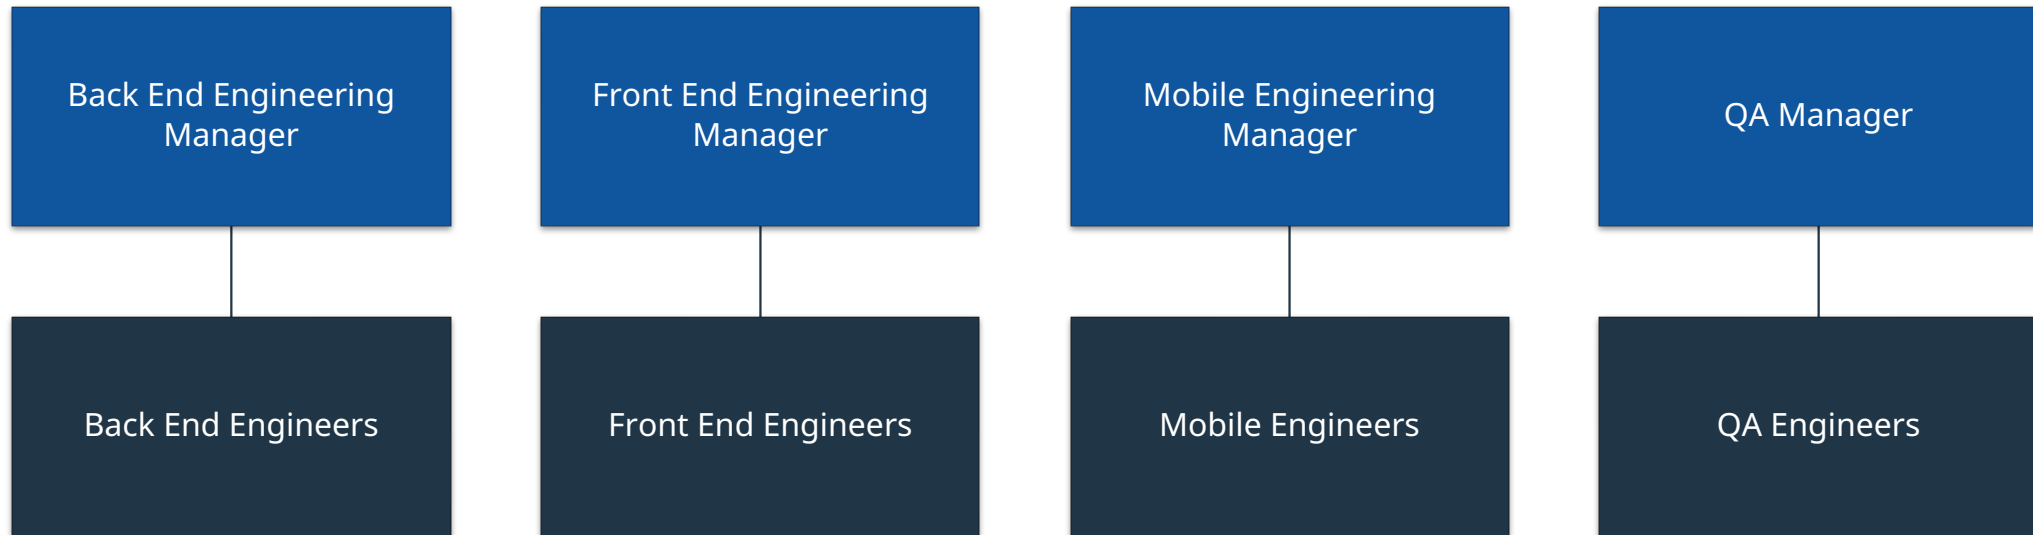 Back End Engineering
Manager
Front End Engineering
Manager
Mobile Engineering
Manager
QA Manager
Back End Engineers
Front End Engineers
Mobile Engineers
QA Engineers